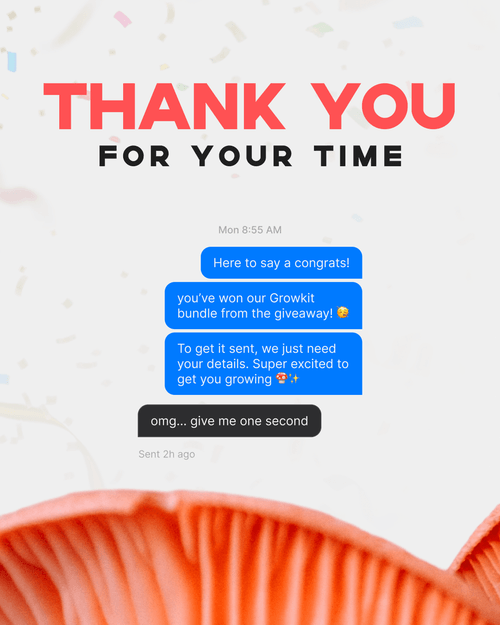 THANK YOU
FOR YOUR TIME
Mon 8:55 AM
Here to say a congrats!
you’ve won our Growkit
bundle from the giveaway! 🥳
To get it sent, we just need
your details. Super excited to
get you growing 🍄✨
omg... give me one second
Sent 2h ago